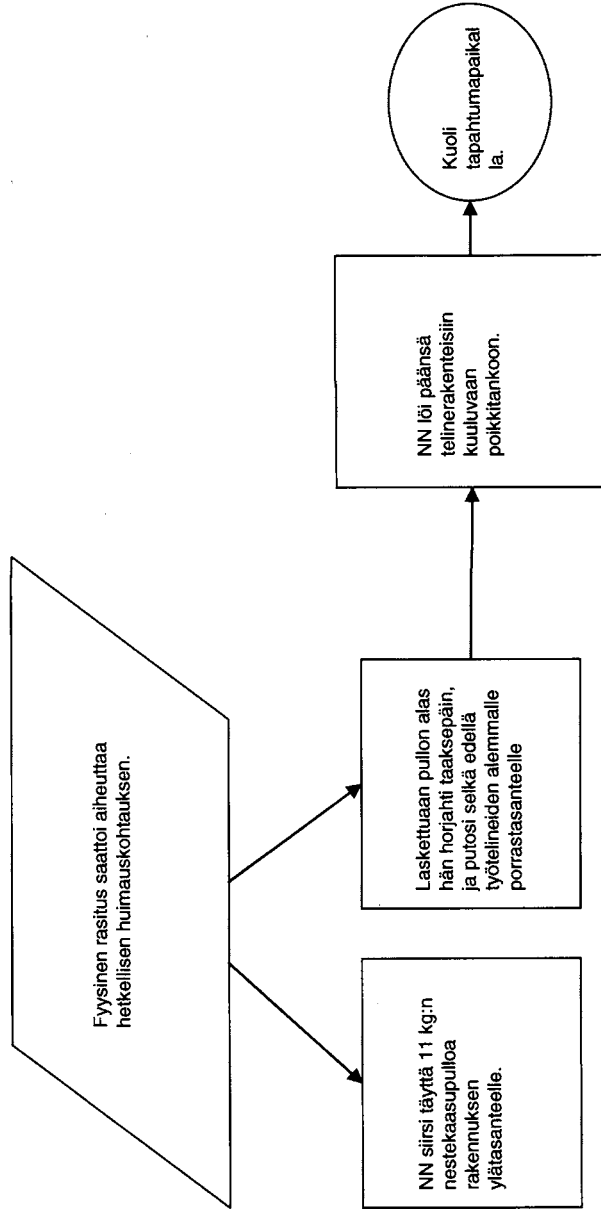 Fyysinen rasitus saattoi aiheuttaa
hetkellisen huimauskohtauksen.
NN siirsi täyttä 11 kg:n
nestekaasupulloa
rakennuksen
ylätasanteelle.
Laskettuaan pullon alas
hän horjahti taaksepäin,
ja putosi selkä edellä
työtelineiden alemmalle
porrastasanteelle
NN löi päänsä
telinerakenteisiin
kuuluvaan
poikkitankoon.
Kuoli
tapahtumapaikal
la.